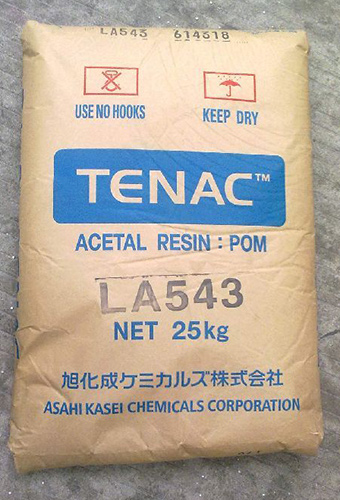 LA543 614318
USE NO HOOKS KEEP DRY
TENAC™
ACETAL RESIN : POM
LA543
NET 25kg
旭化成ケミカルズ株式会社
ASAHI KASEI CHEMICALS CORPORATION